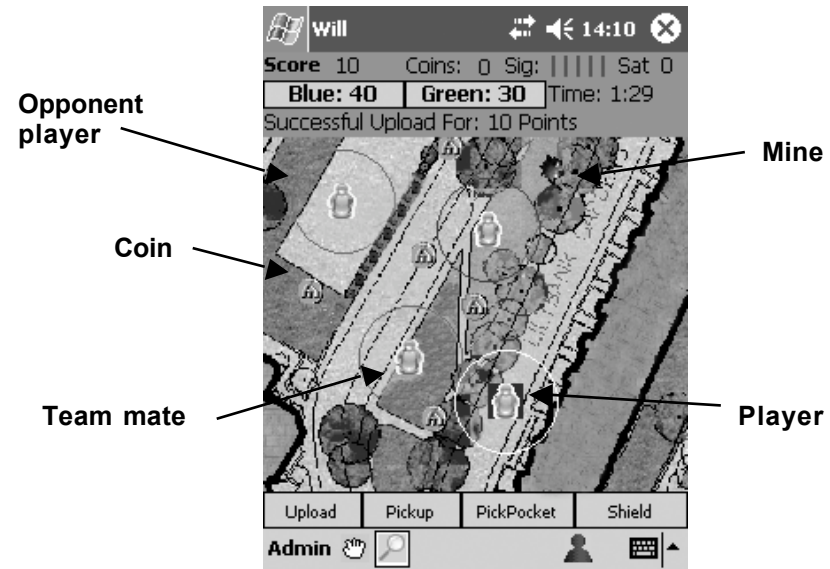 Will 14:10
Score 10 Coins: 0 Sig: ||||| Sat 0
Blue: 40 Green: 30 Time: 1:29
Successful Upload For: 10 Points
Opponent
player
Mine
Coin
Team mate
Player
Upload Pickup PickPocket Shield
Admin